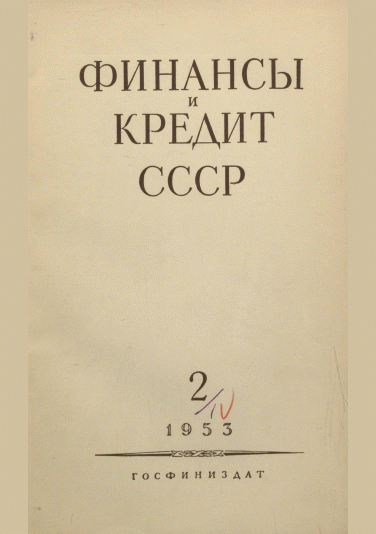 ФИНАНСЫ
И
КРЕДИТ
СССР
2/IV
1953
ГОСФИНИЗДАТ